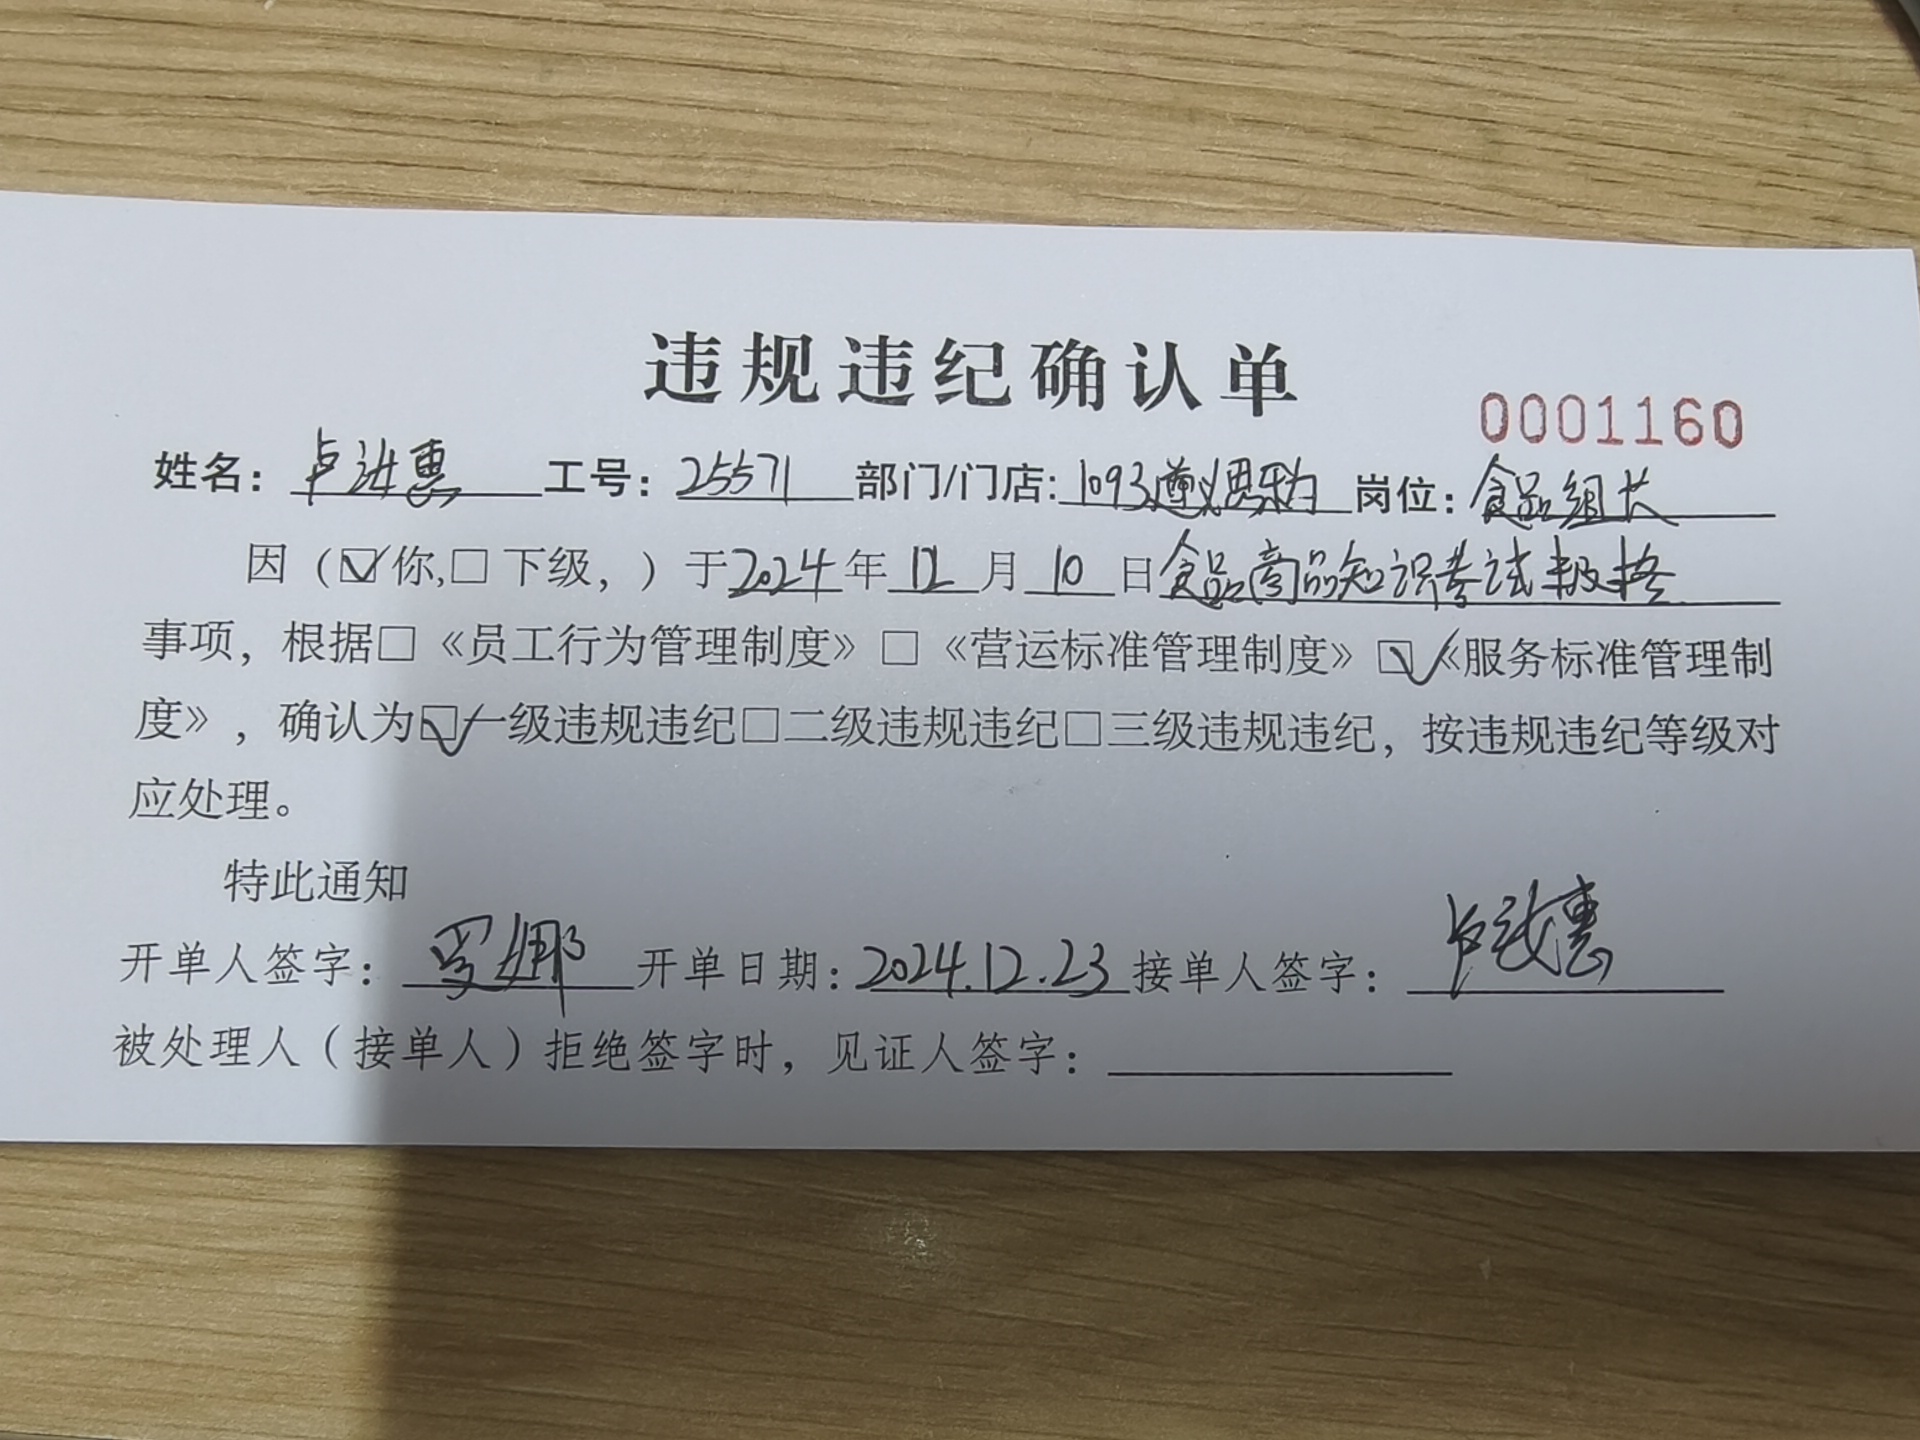 违规违纪确认单
0001160
姓名：卢进惠 工号：25571 部门/门店：1093遵义 岗位：食品组长
因（☑你,□下级，）于2024年12月10日食品商品知识考试格
事项，根据□《员工行为管理制度》□《营运标准管理制度》☑《服务标准管理制
度》，确认为☑一级违规违纪□二级违规违纪□三级违规违纪，按违规违纪等级对
应处理。
特此通知
开单人签字：罗娜 开单日期：2024.12.23 接单人签字：卢进惠
被处理人（接单人）拒绝签字时，见证人签字：